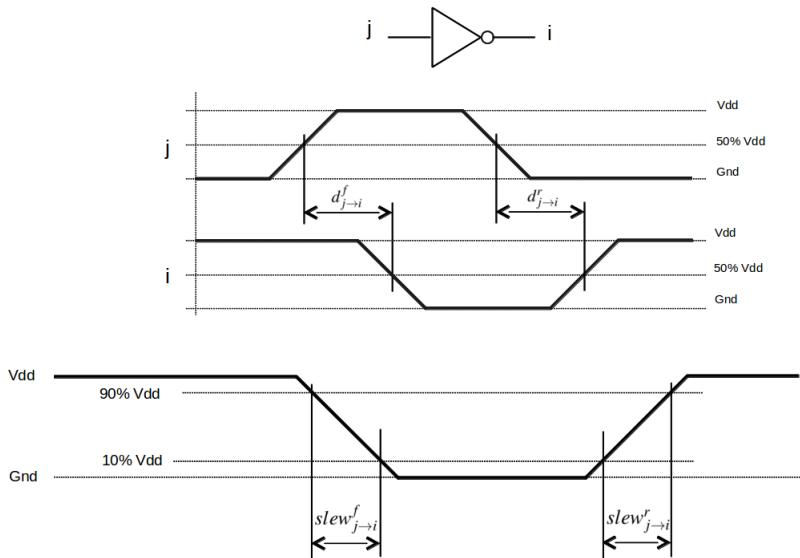 j i
Vdd
j 50% Vdd
Gnd
d^f_{j→i} d^r_{j→i}
Vdd
i 50% Vdd
Gnd
Vdd
90% Vdd
10% Vdd
Gnd
slew^f_{j→i} slew^r_{j→i}